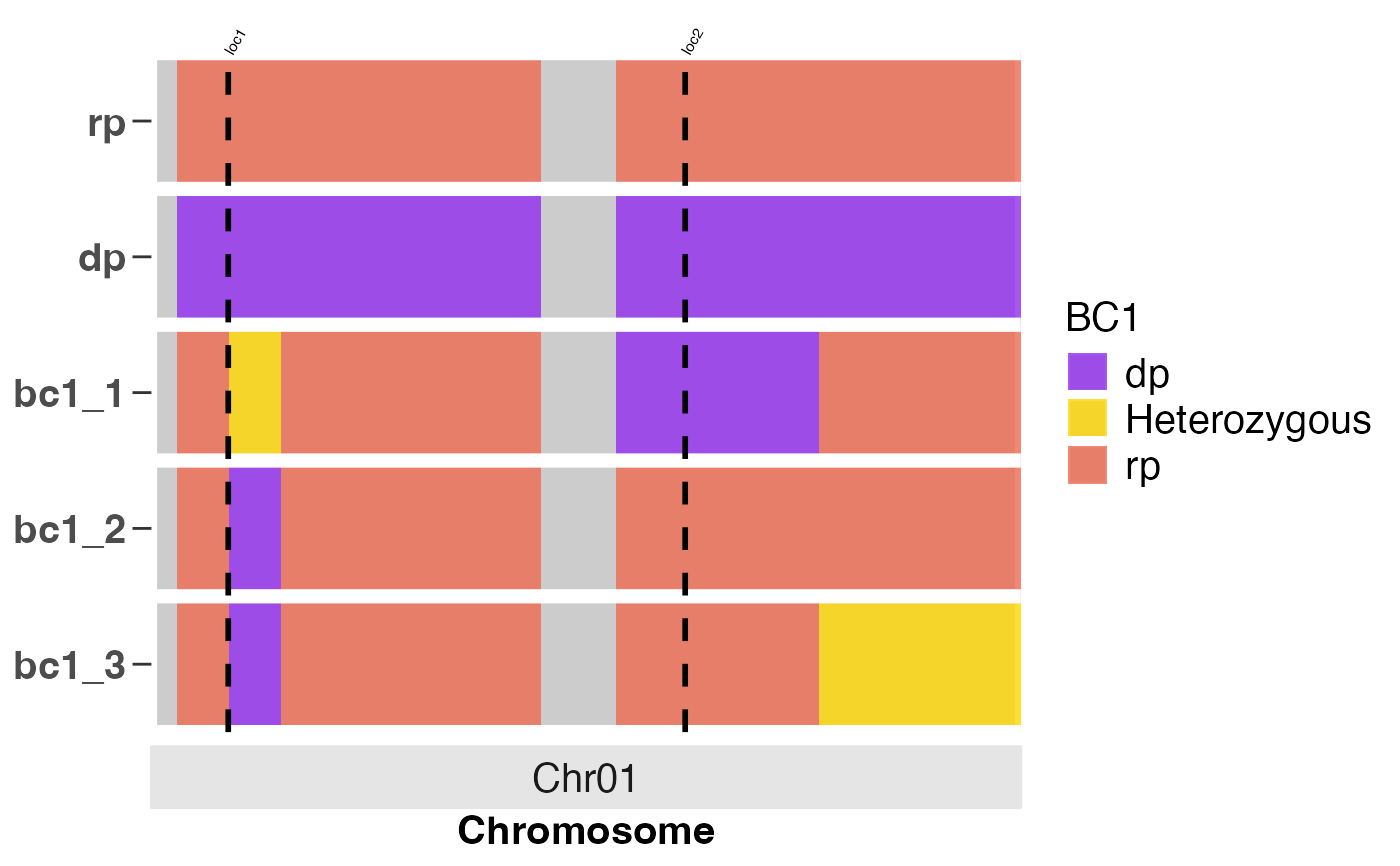 loc1 loc2
rp
dp
bc1_1
bc1_2
bc1_3
Chr01
Chromosome
BC1
dp
Heterozygous
rp